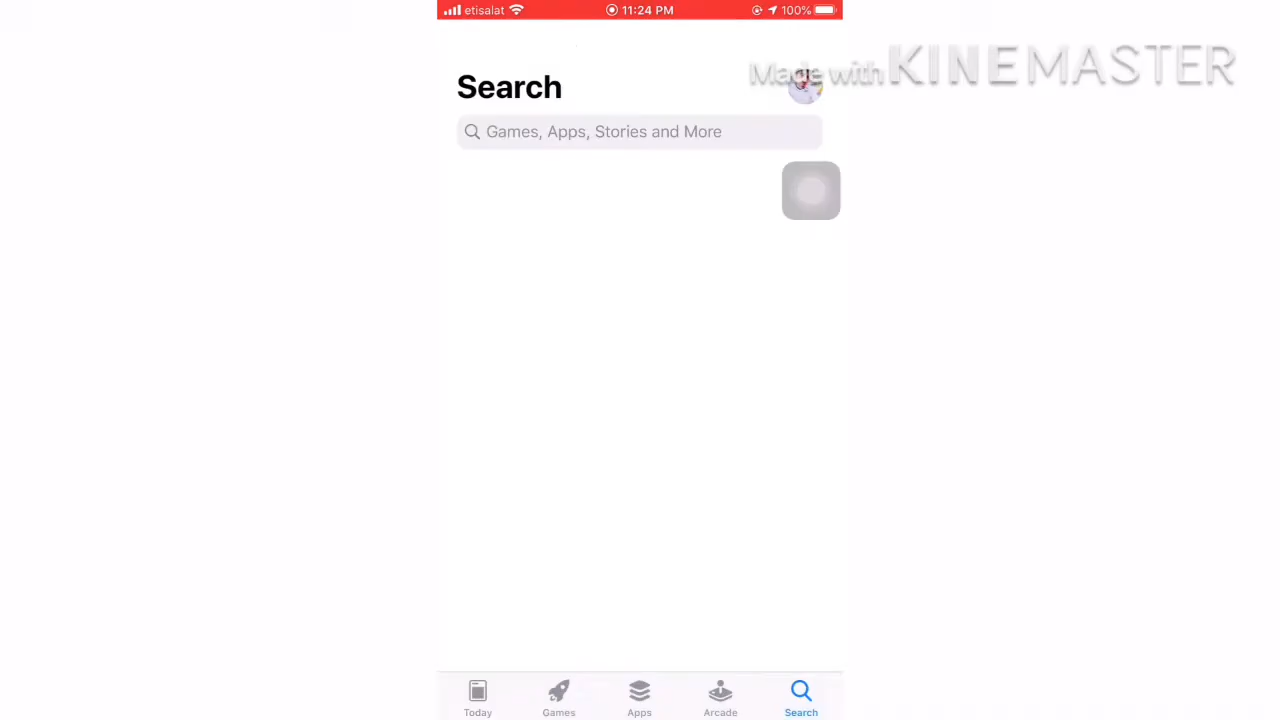 etisalat 11:24 PM 100%
Made with KINEMASTER
Search
Games, Apps, Stories and More
Today Games Apps Arcade Search